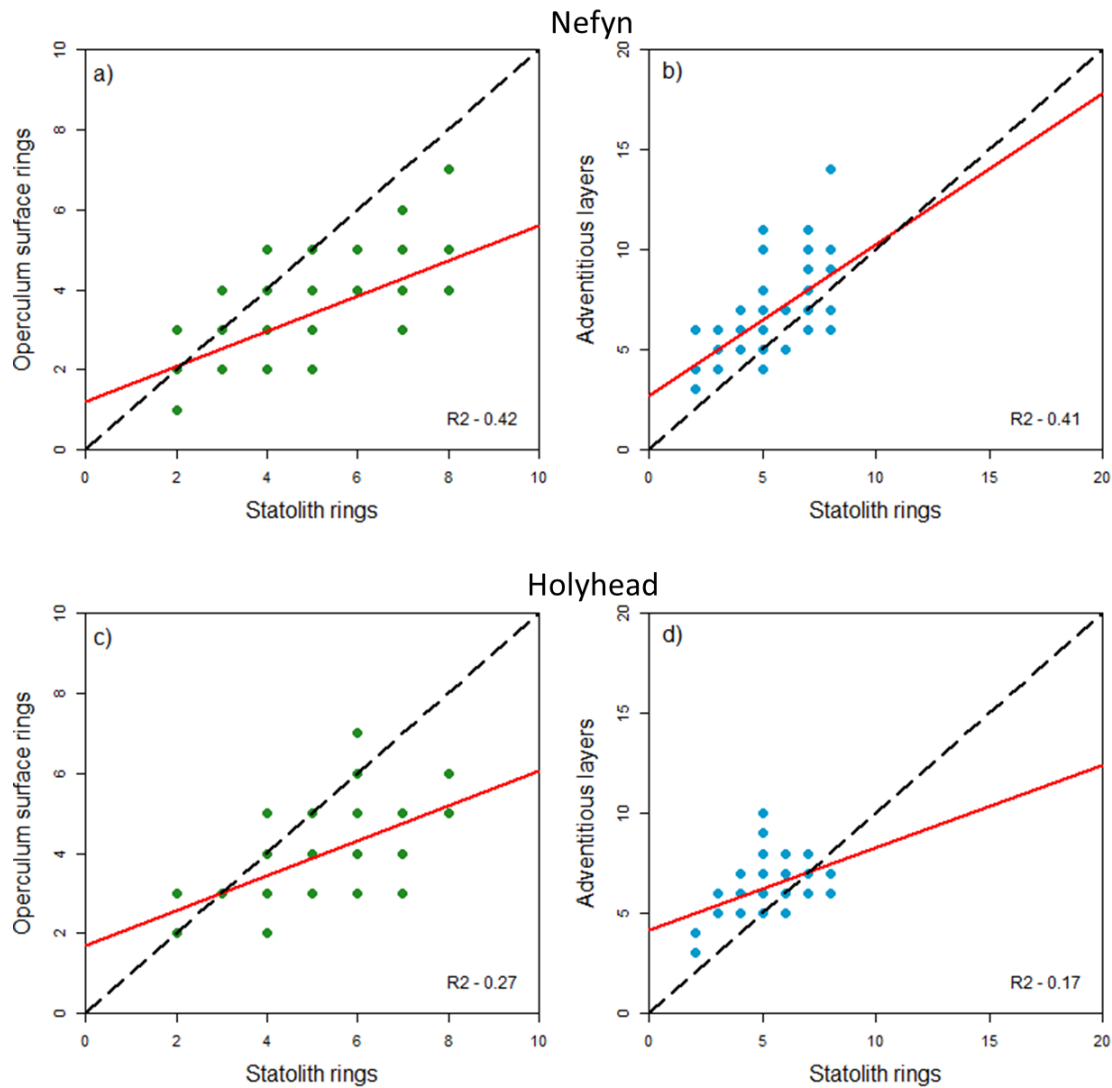 Nefyn
a)
Operculum surface rings
0 2 4 6 8 10
R2 - 0.42
0 2 4 6 8 10
Statolith rings
b)
Adventitious layers
0 5 10 15 20
R2 - 0.41
0 5 10 15 20
Statolith rings
Holyhead
c)
Operculum surface rings
0 2 4 6 8 10
R2 - 0.27
0 2 4 6 8 10
Statolith rings
d)
Adventitious layers
0 5 10 15 20
R2 - 0.17
0 5 10 15 20
Statolith rings